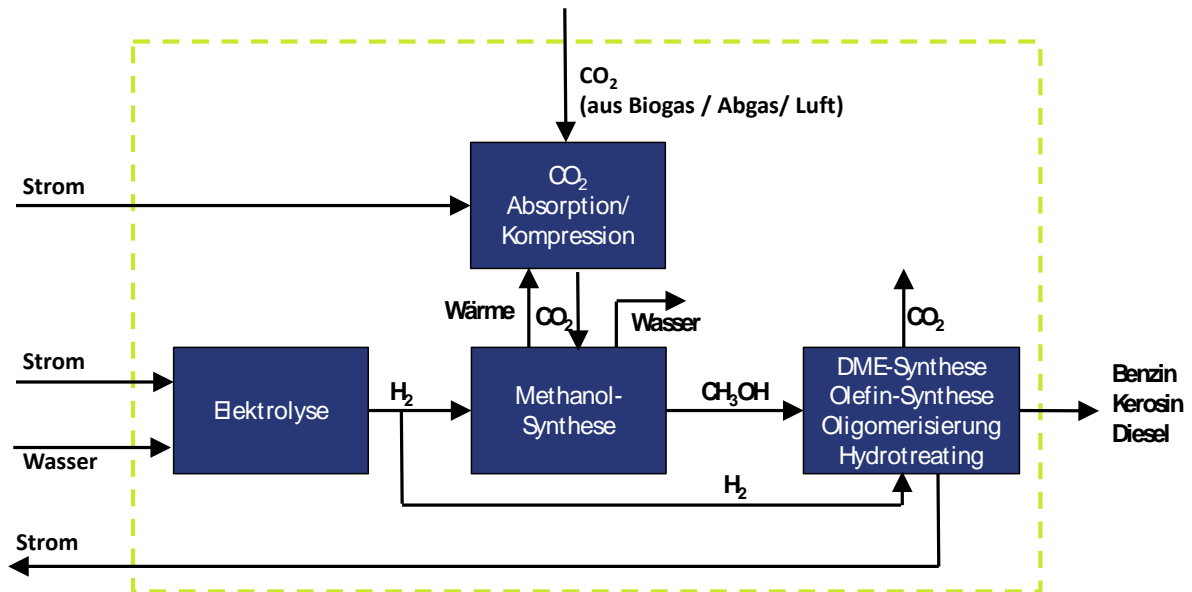 CO₂
(aus Biogas / Abgas/ Luft)
Strom
CO₂
Absorption/
Kompression
Wärme
CO₂
Wasser
CO₂
Strom
Wasser
Elektrolyse
H₂
Methanol-
Synthese
CH₃OH
DME-Synthese
Olefin-Synthese
Oligomerisierung
Hydrotreating
Benzin
Kerosin
Diesel
H₂
Strom